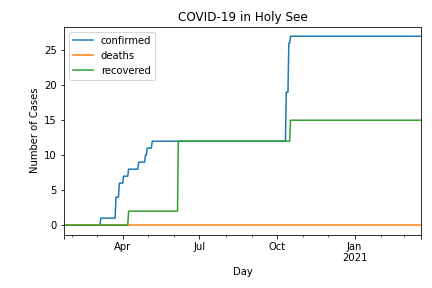 COVID-19 in Holy See
confirmed
deaths
recovered
Number of Cases
25
20
15
10
5
0
Apr
Jul
Oct
Jan
2021
Day